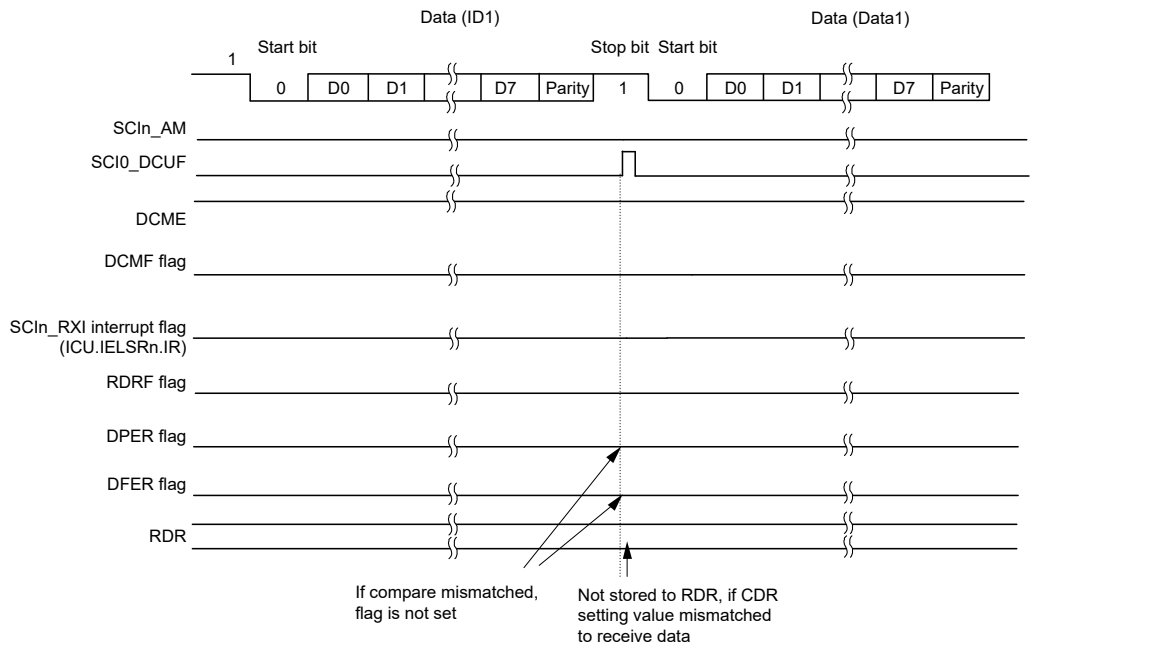 Data (ID1)
Data (Data1)
Start bit
Stop bit
Start bit
1
0
D0
D1
D7
Parity
1
0
D0
D1
D7
Parity
SCIn_AM
SCI0_DCUF
DCME
DCMF flag
SCIn_RXI interrupt flag
(ICU.IELSRn.IR)
RDRF flag
DPER flag
DFER flag
RDR
If compare mismatched,
flag is not set
Not stored to RDR, if CDR
setting value mismatched
to receive data